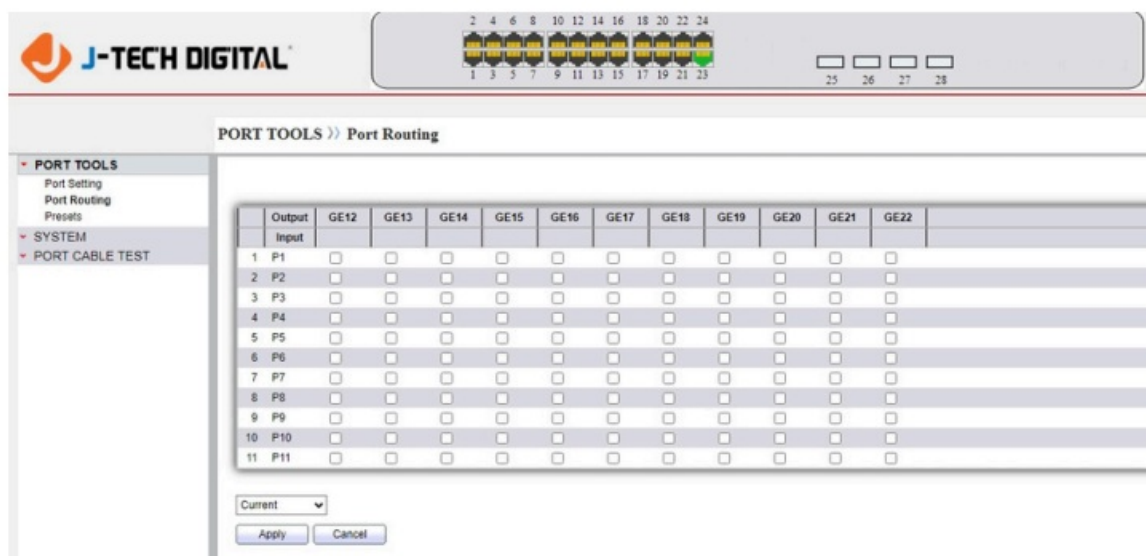 2 4 6 8 10 12 14 16 18 20 22 24
J-TECH DIGITAL
1 3 5 7 9 11 13 15 17 19 21 23
25 26 27 28
PORT TOOLS » Port Routing
PORT TOOLS
Port Setting
Port Routing
Presets
SYSTEM
PORT CABLE TEST
Output GE12 GE13 GE14 GE15 GE16 GE17 GE18 GE19 GE20 GE21 GE22
Input
1 P1
2 P2
3 P3
4 P4
5 P5
6 P6
7 P7
8 P8
9 P9
10 P10
11 P11
Current
Apply Cancel